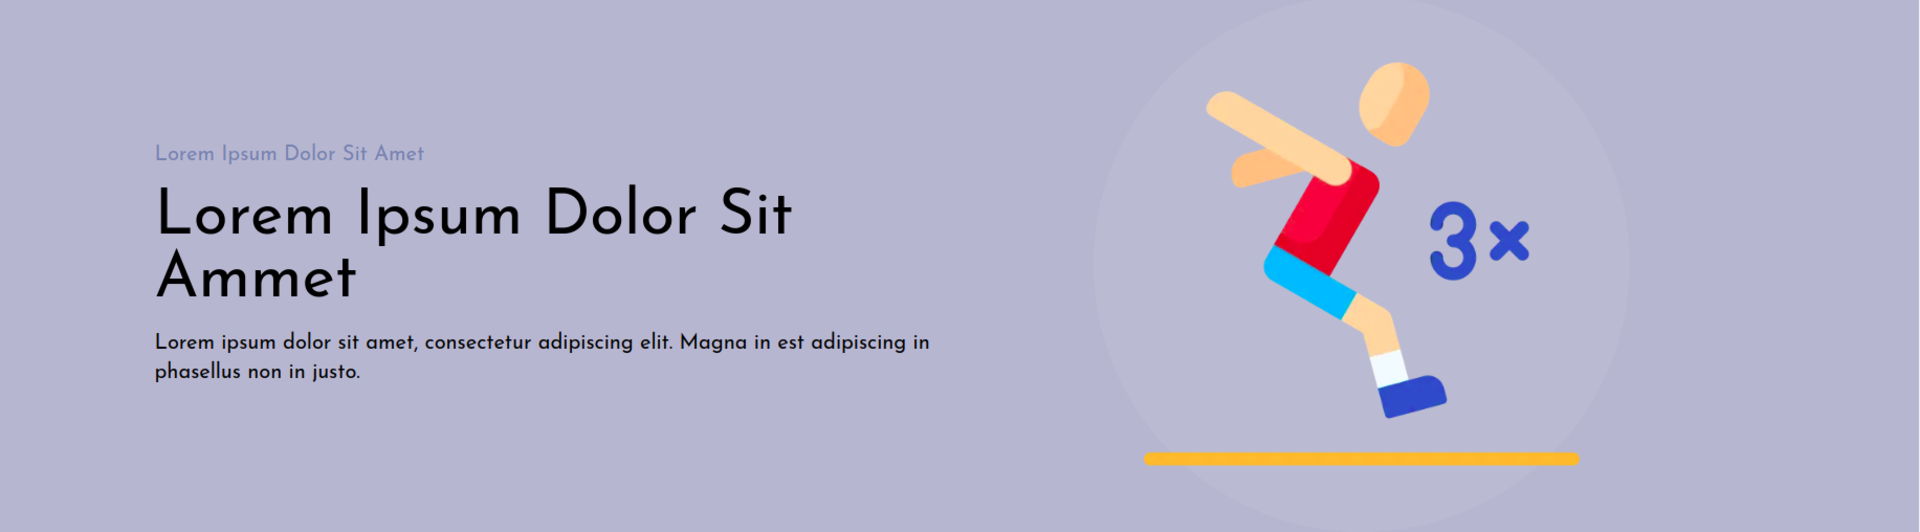 Lorem Ipsum Dolor Sit Amet
Lorem Ipsum Dolor Sit
Ammet
Lorem ipsum dolor sit amet, consectetur adipiscing elit. Magna in est adipiscing in
phasellus non in justo.
3×